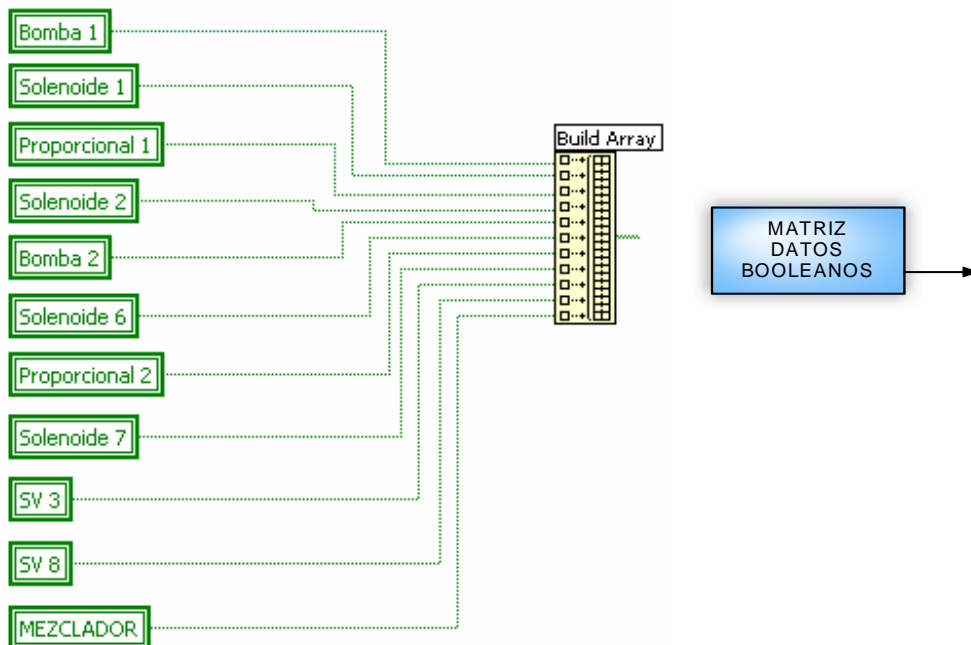 Bomba 1
Solenoide 1
Proporcional 1
Solenoide 2
Bomba 2
Solenoide 6
Proporcional 2
Solenoide 7
SV 3
SV 8
MEZCLADOR
Build Array
MATRIZ
DATOS
BOOLEANOS